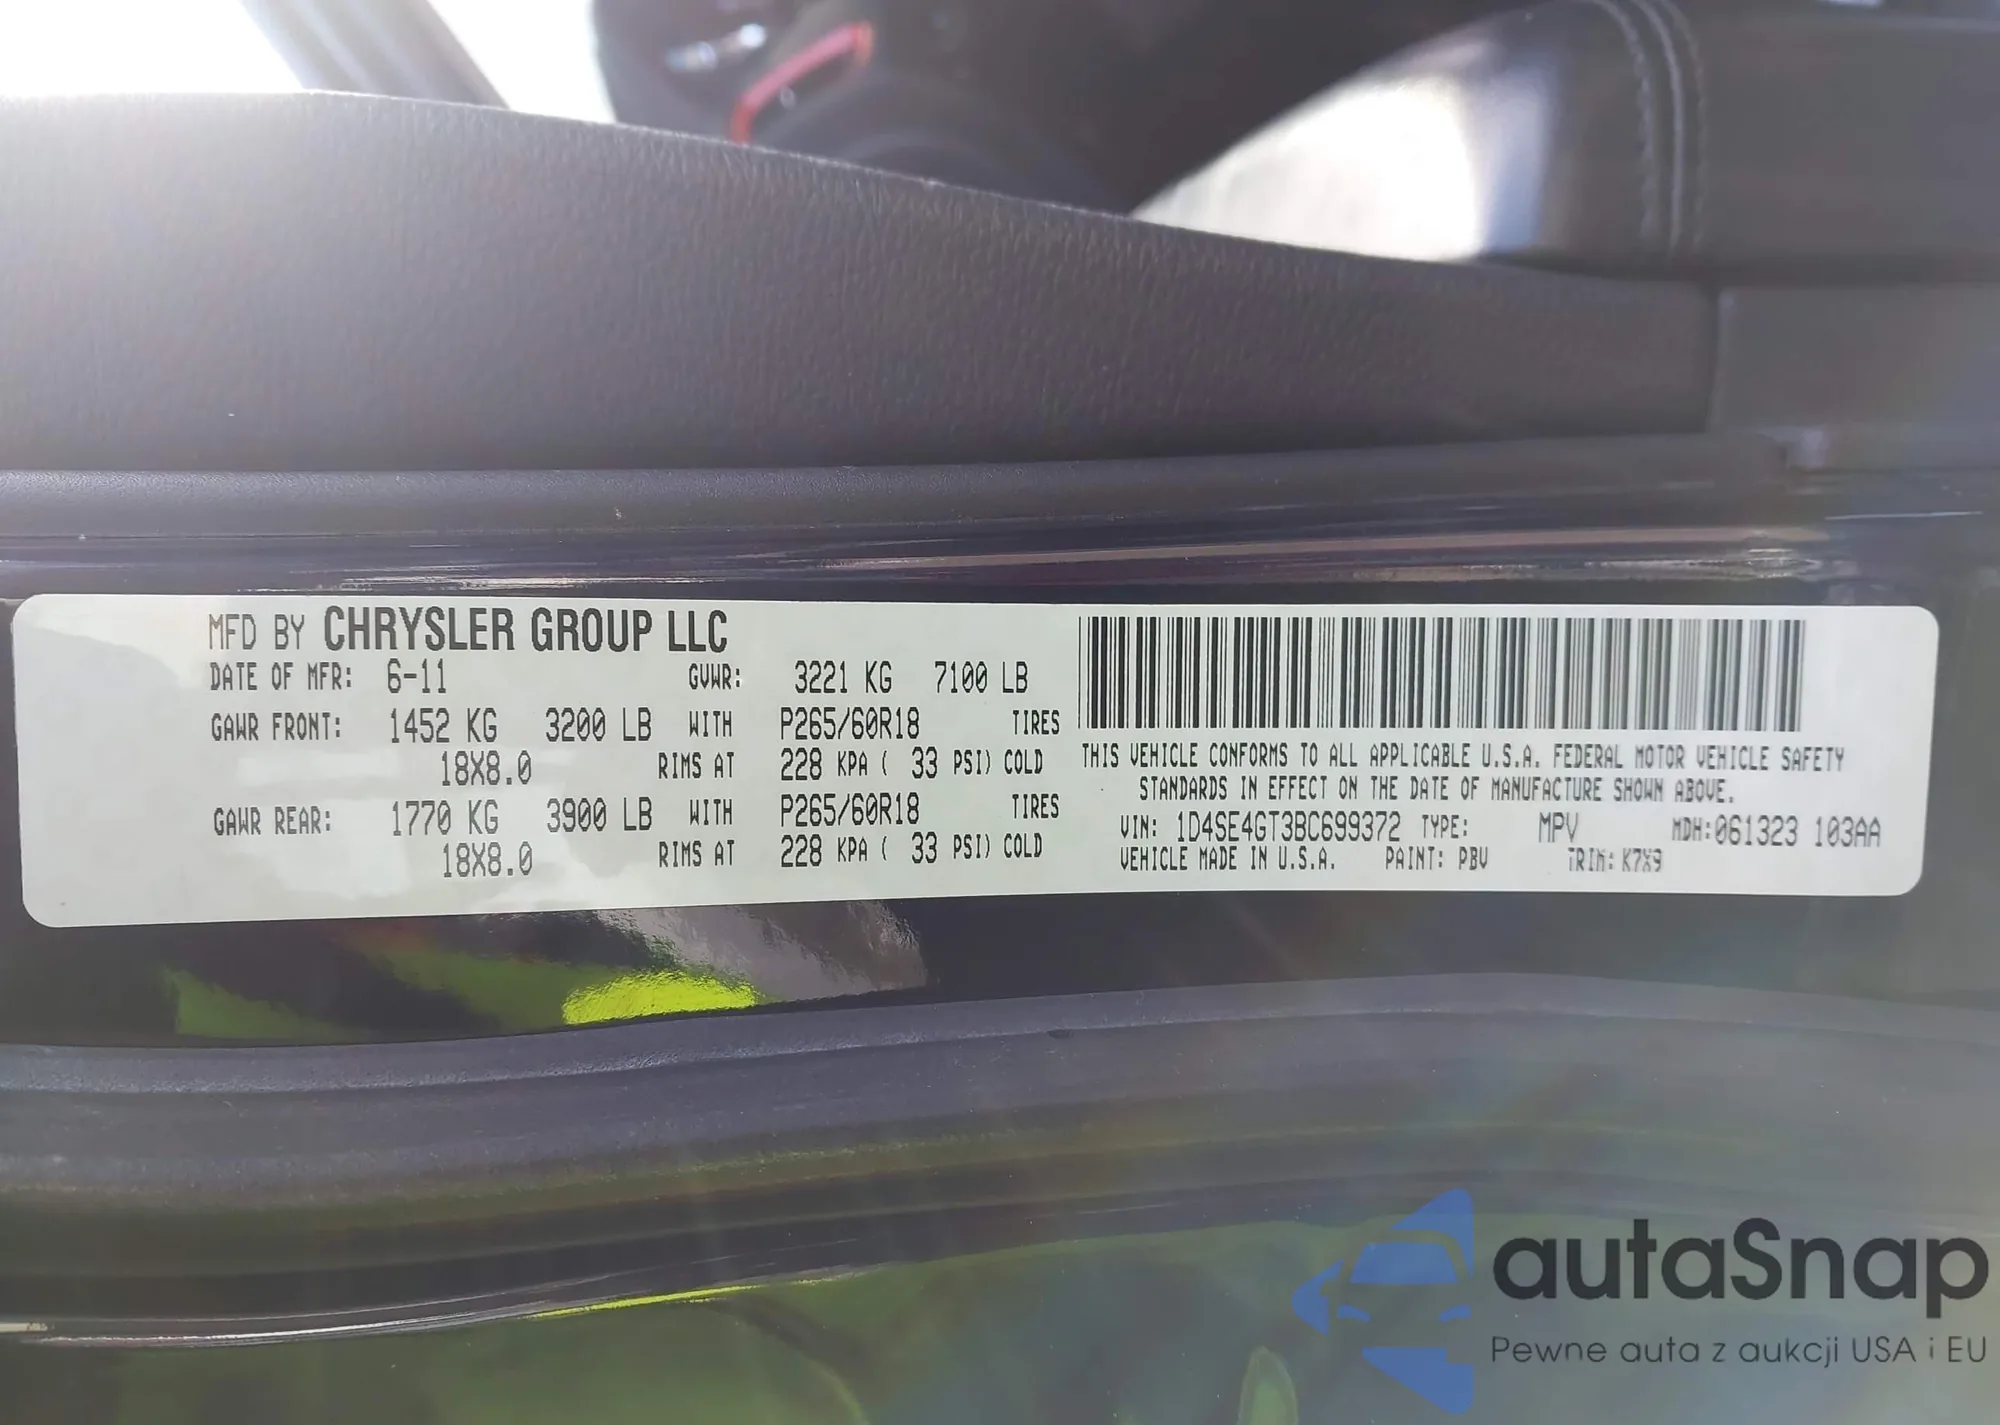 MFD BY CHRYSLER GROUP LLC
DATE OF MFR: 6-11 GVWR: 3221 KG 7100 LB
GAWR FRONT: 1452 KG 3200 LB WITH P265/60R18 TIRES
18X8.0 RIMS AT 228 KPA ( 33 PSI) COLD
GAWR REAR: 1770 KG 3900 LB WITH P265/60R18 TIRES
18X8.0 RIMS AT 228 KPA ( 33 PSI) COLD
THIS VEHICLE CONFORMS TO ALL APPLICABLE U.S.A. FEDERAL MOTOR VEHICLE SAFETY
STANDARDS IN EFFECT ON THE DATE OF MANUFACTURE SHOWN ABOVE.
VIN: 1D4SE4GT3BC699372 TYPE: MPV MDH:061323 103AA
VEHICLE MADE IN U.S.A. PAINT: PBV TRIM: K7X9
autaSnap
Pewne auta z aukcji USA i EU